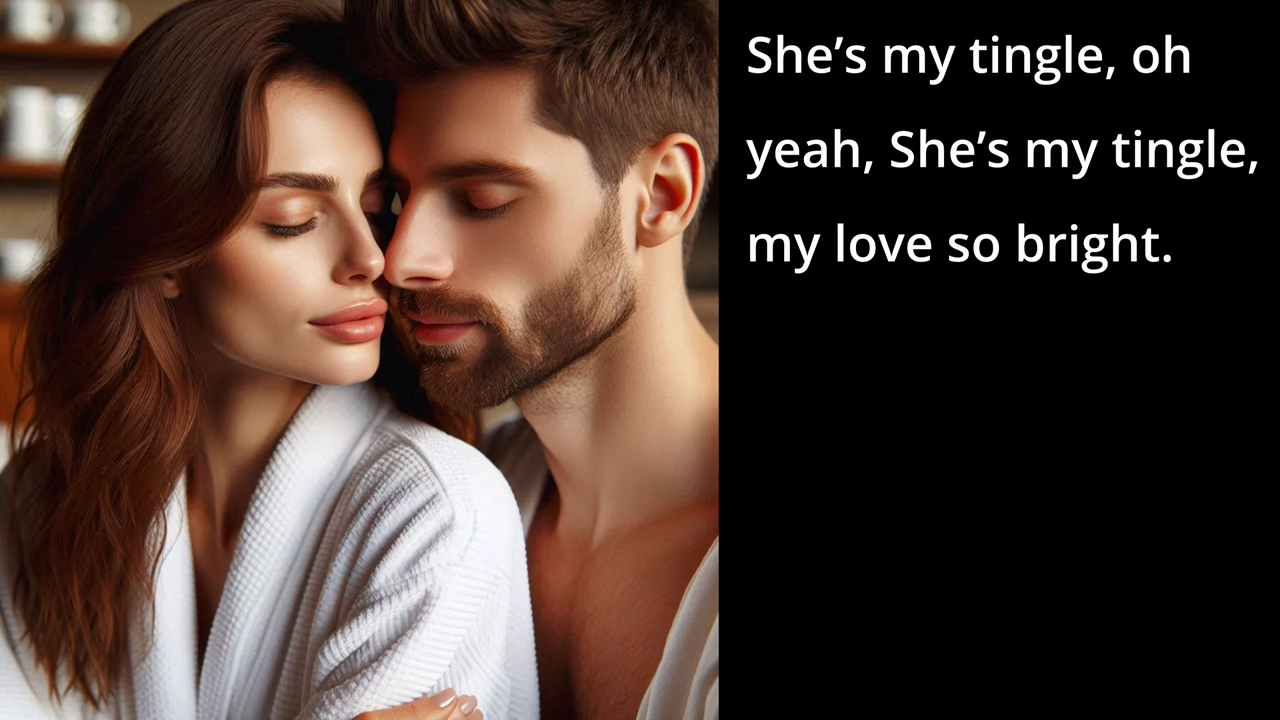 She’s my tingle, oh
yeah, She’s my tingle,
my love so bright.